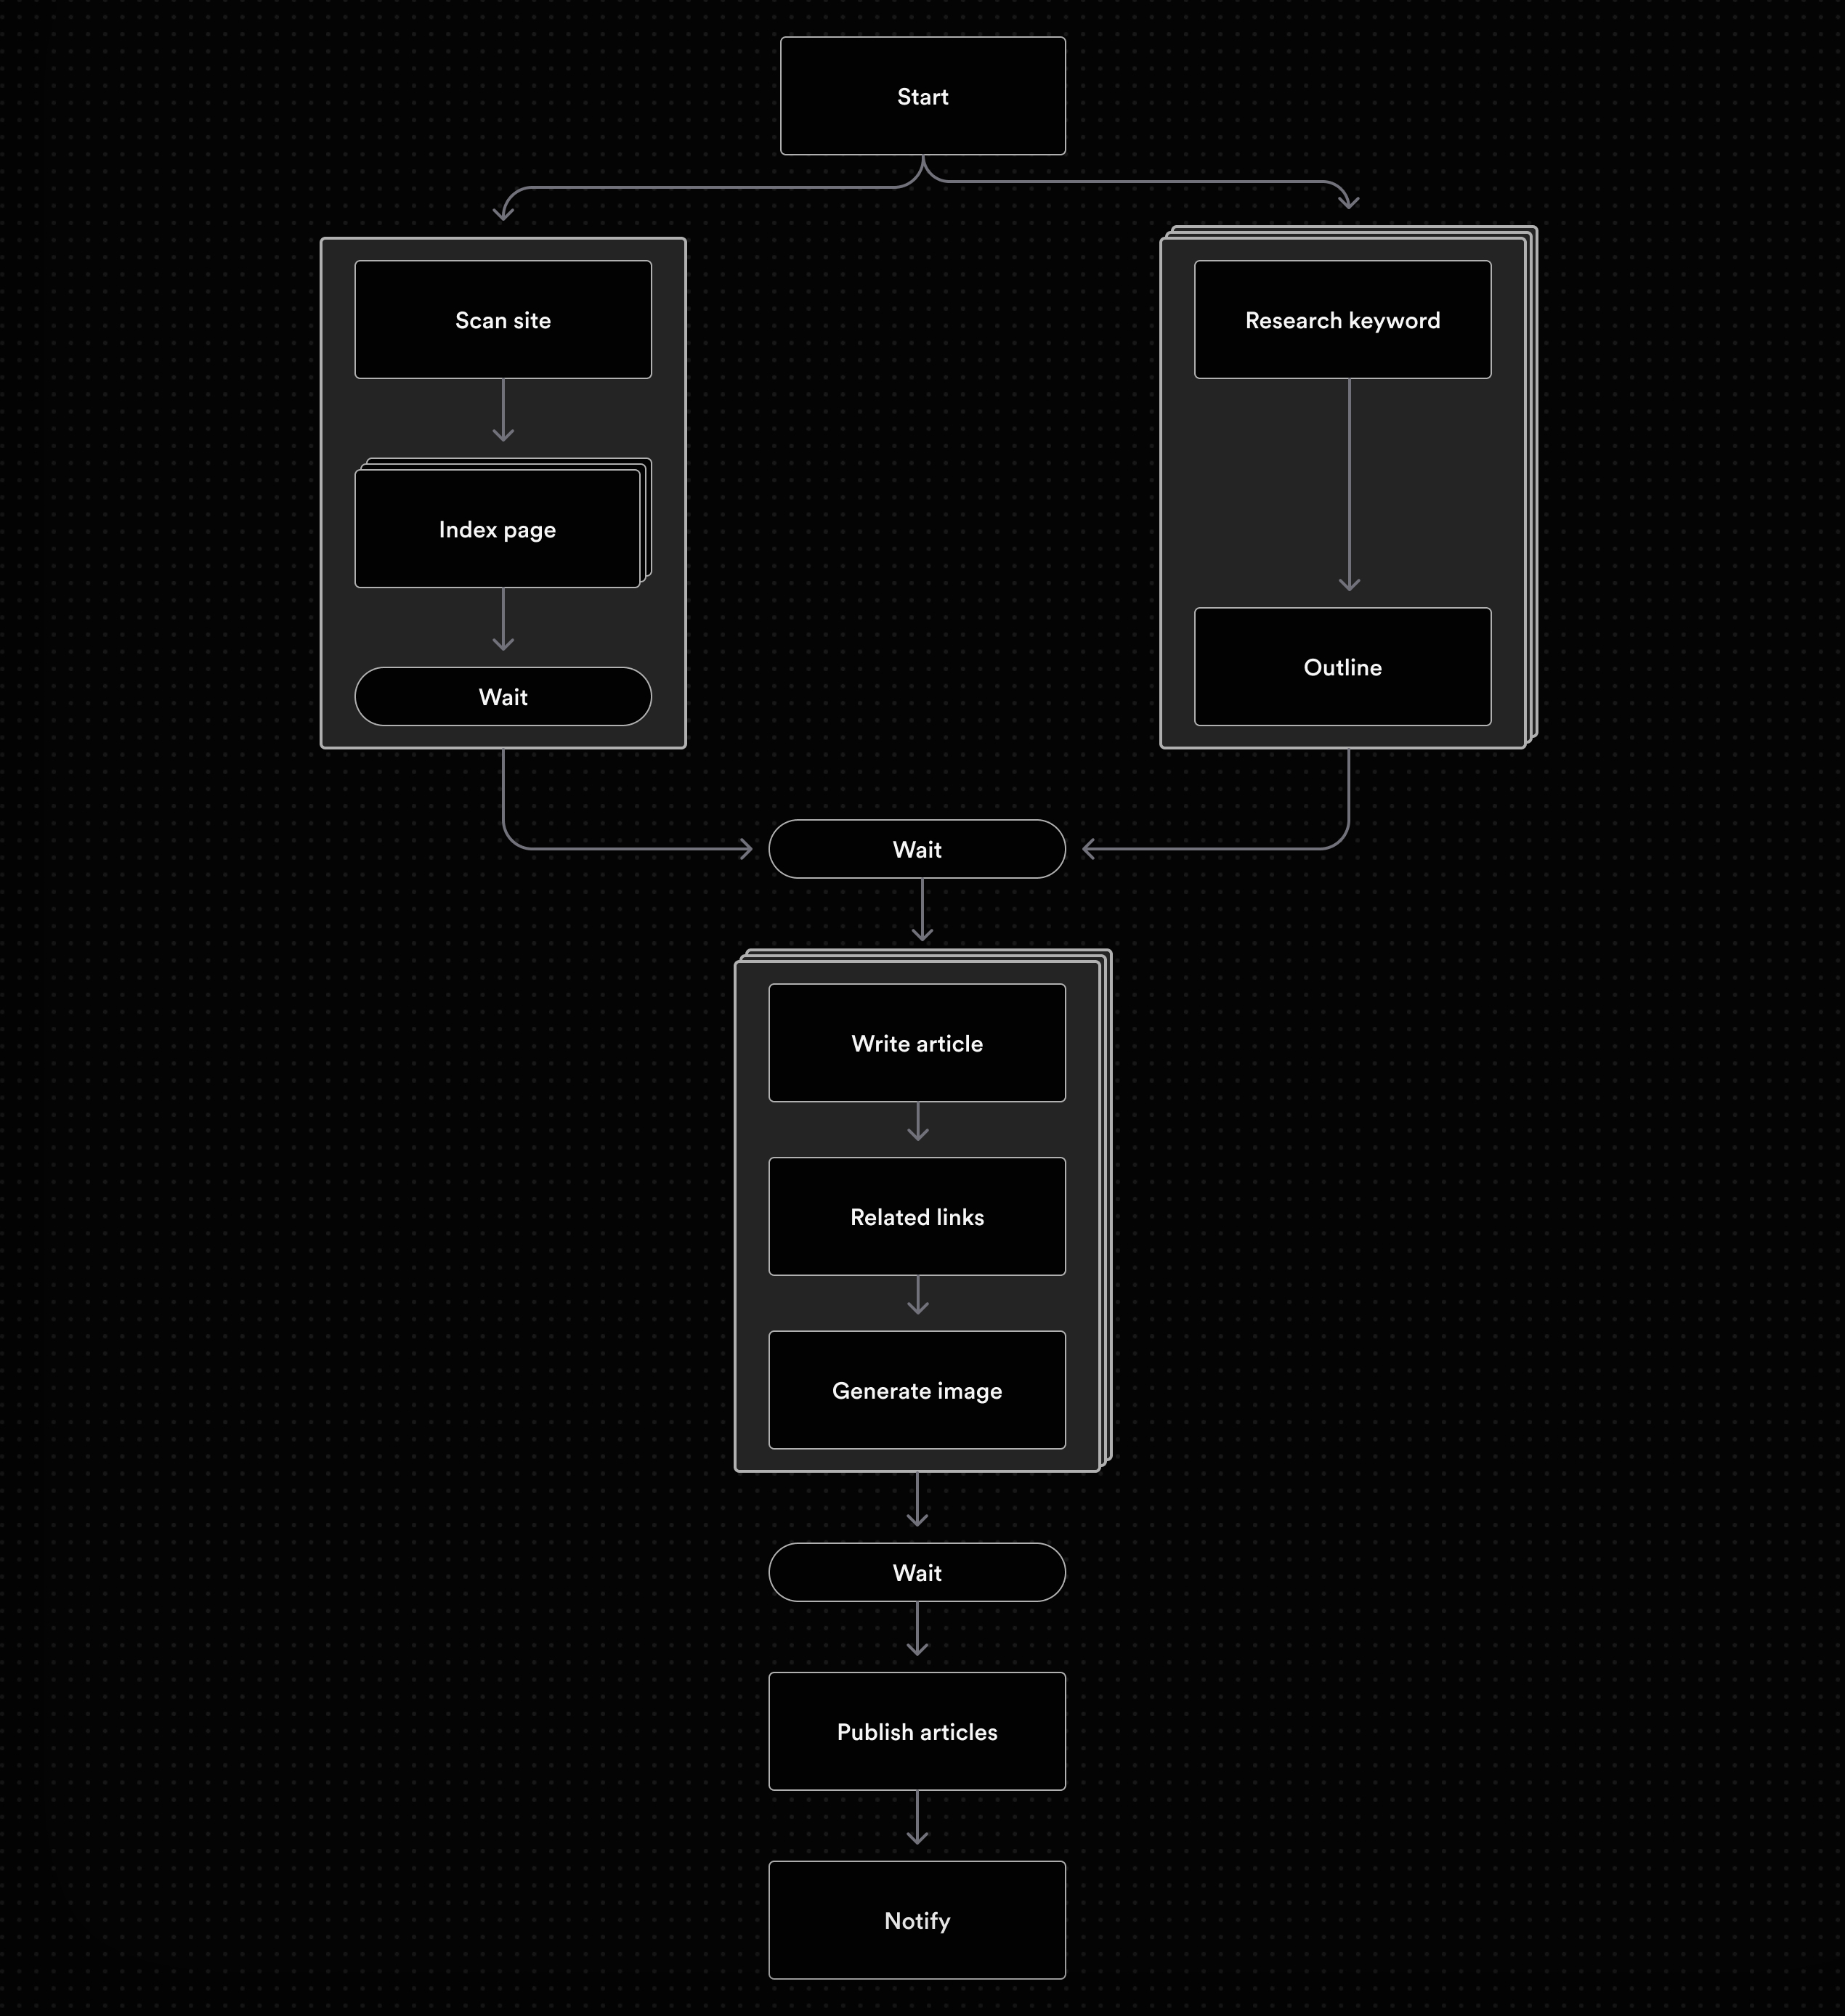 Start
Scan site
Index page
Wait
Research keyword
Outline
Wait
Write article
Related links
Generate image
Wait
Publish articles
Notify